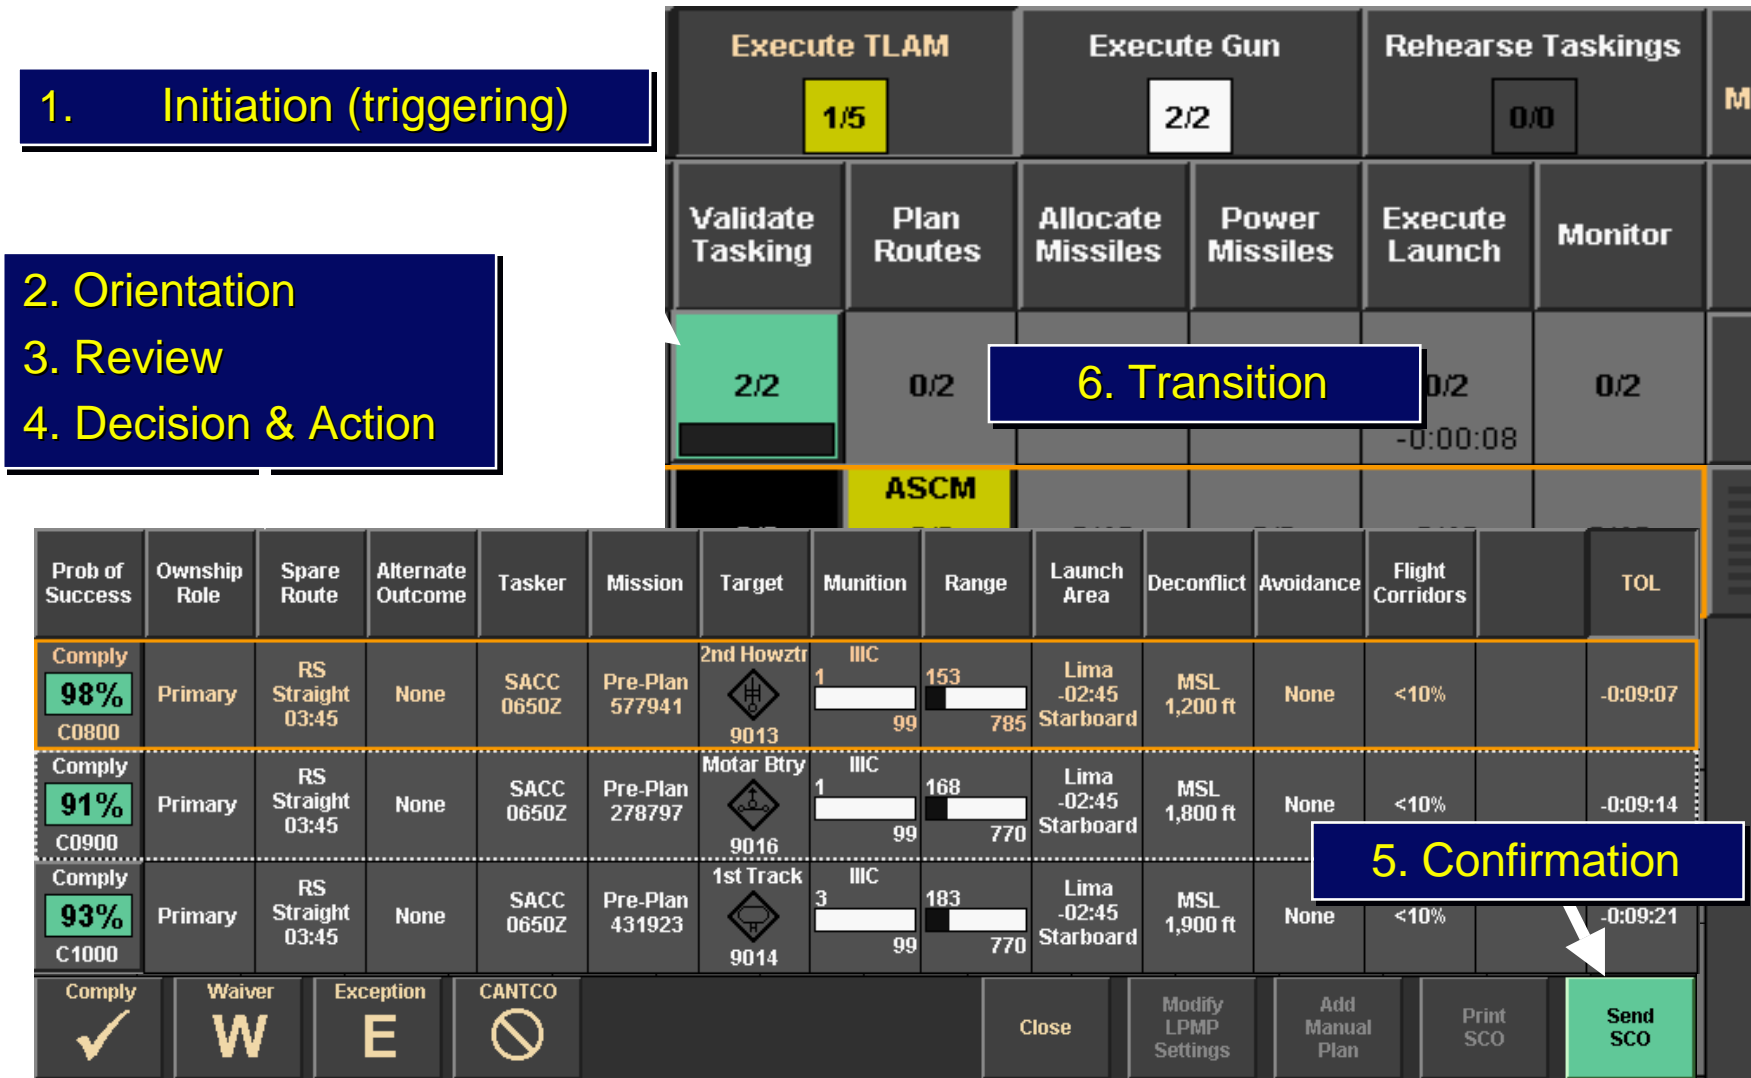 1. Initiation (triggering)
2. Orientation
3. Review
4. Decision & Action
Execute TLAM
1/5
Execute Gun
2/2
Rehearse Taskings
0/0
M
Validate
Tasking
Plan
Routes
Allocate
Missiles
Power
Missiles
Execute
Launch
Monitor
2/2
0/2
6. Transition
0/2
-0:00:08
0/2
ASCM
Prob of
Success
Ownship
Role
Spare
Route
Alternate
Outcome
Tasker
Mission
Target
Munition
Range
Launch
Area
Deconflict
Avoidance
Flight
Corridors
TOL
Comply
98%
C0800
Primary
RS
Straight
03:45
None
SACC
0650Z
Pre-Plan
577941
2nd Howztr
9013
IIIC
1
99
153
785
Lima
-02:45
Starboard
MSL
1,200 ft
None
<10%
-0:09:07
Comply
91%
C0900
Primary
RS
Straight
03:45
None
SACC
0650Z
Pre-Plan
278797
Motar Btry
9016
IIIC
1
99
168
770
Lima
-02:45
Starboard
MSL
1,800 ft
None
<10%
-0:09:14
5. Confirmation
Comply
93%
C1000
Primary
RS
Straight
03:45
None
SACC
0650Z
Pre-Plan
431923
1st Track
9014
IIIC
3
99
183
770
Lima
-02:45
Starboard
MSL
1,900 ft
None
<10%
-0:09:21
Comply
Waiver
W
Exception
E
CANTCO
Close
Modify
LPMP
Settings
Add
Manual
Plan
Print
SCO
Send
SCO